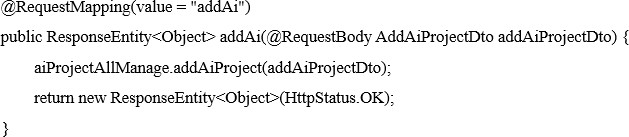 @RequestMapping(value = "addAi")
public ResponseEntity<Object> addAi(@RequestBody AddAiProjectDto addAiProjectDto) {
aiProjectAllManage.addAiProject(addAiProjectDto);
return new ResponseEntity<Object>(HttpStatus.OK);
}